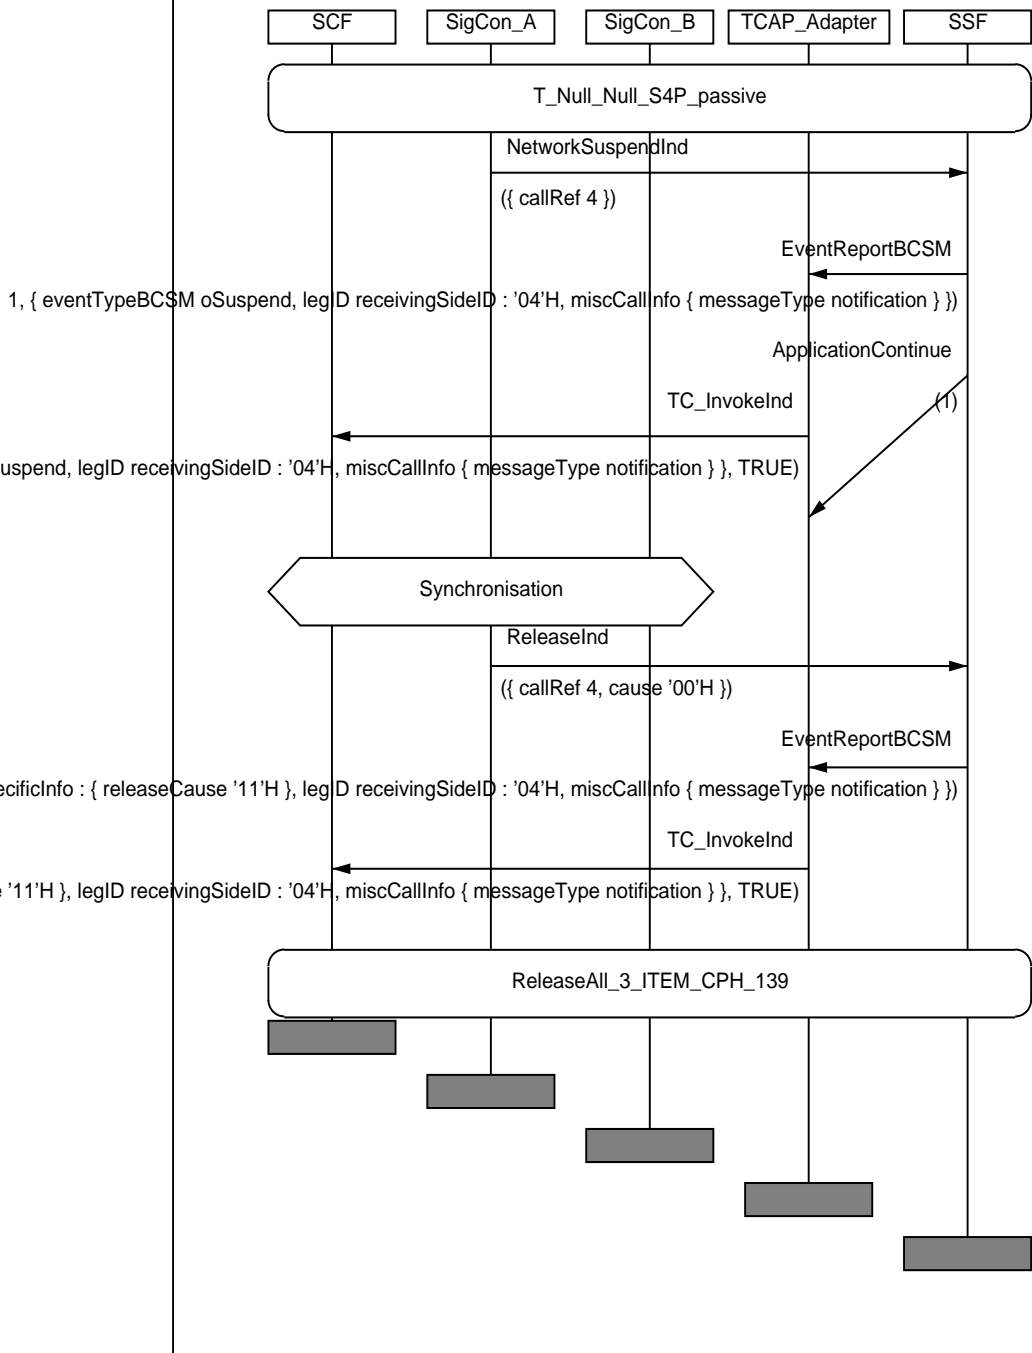 SCF SigCon_A SigCon_B TCAP_Adapter SSF
T_Null_Null_S4P_passive
NetworkSuspendInd
({ callRef 4 })
EventReportBCSM
1, { eventTypeBCSM oSuspend, legID receivingSideID : '04'H, miscCallInfo { messageType notification } })
ApplicationContinue
(1)
TC_InvokeInd
uspend, legID receivingSideID : '04'H, miscCallInfo { messageType notification } }, TRUE)
Synchronisation
ReleaseInd
({ callRef 4, cause '00'H })
EventReportBCSM
ecificInfo : { releaseCause '11'H }, legID receivingSideID : '04'H, miscCallInfo { messageType notification } })
TC_InvokeInd
'11'H }, legID receivingSideID : '04'H, miscCallInfo { messageType notification } }, TRUE)
ReleaseAll_3_ITEM_CPH_139